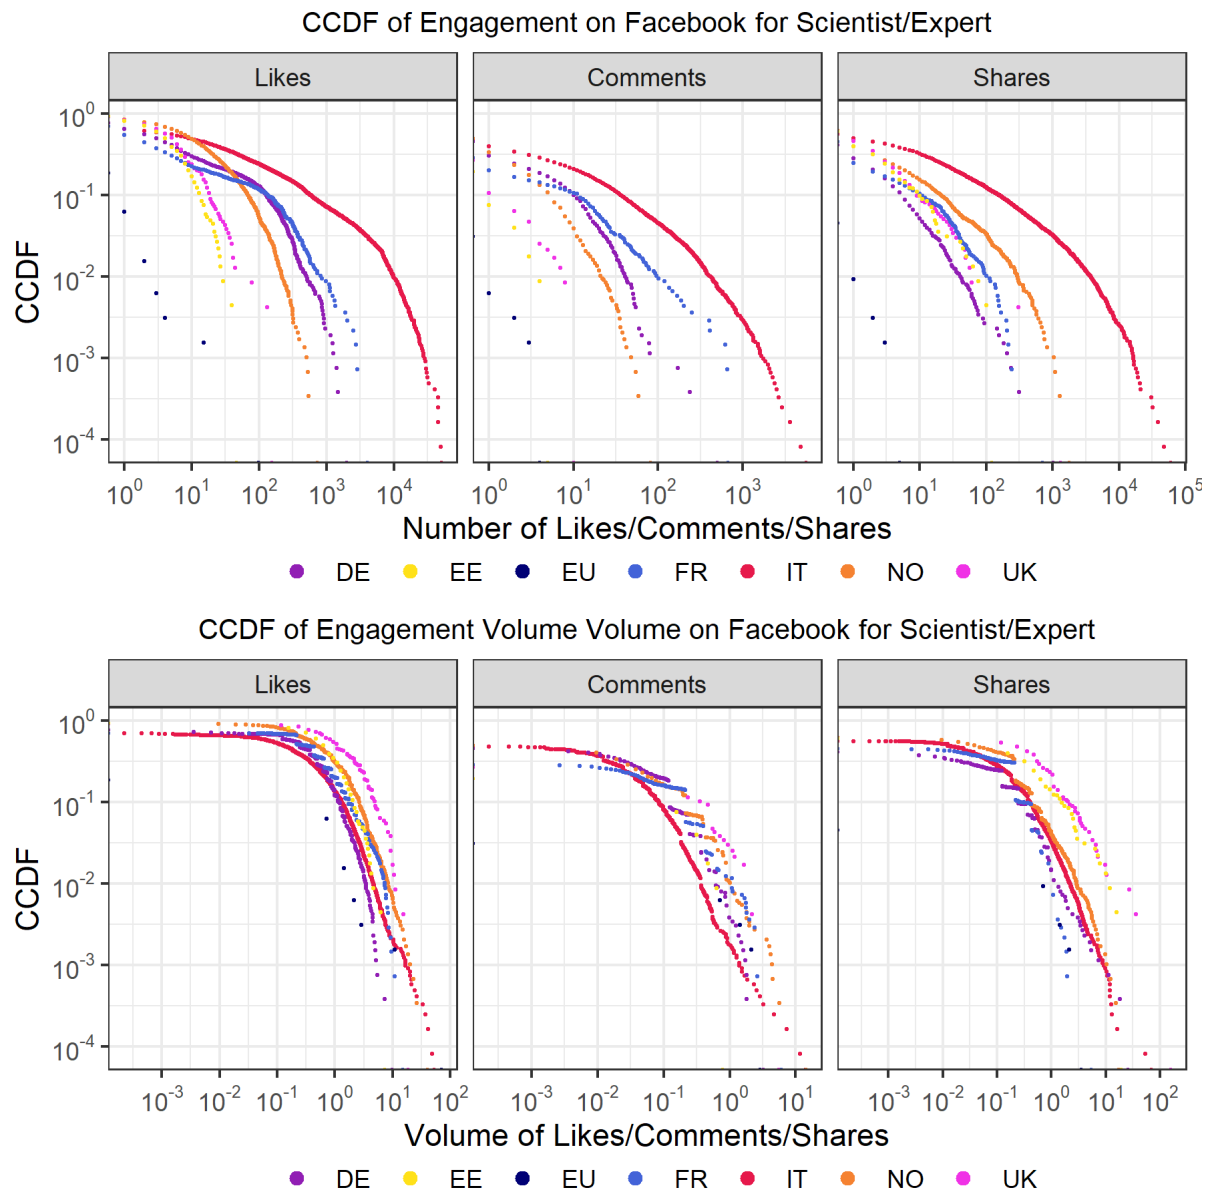 CCDF of Engagement on Facebook for Scientist/Expert
Likes Comments Shares
10^0
10^-1
10^-2
10^-3
10^-4
CCDF
10^0 10^1 10^2 10^3 10^4 10^0 10^1 10^2 10^3 10^0 10^1 10^2 10^3 10^4 10^5
Number of Likes/Comments/Shares
DE EE EU FR IT NO UK
CCDF of Engagement Volume Volume on Facebook for Scientist/Expert
Likes Comments Shares
10^0
10^-1
10^-2
10^-3
10^-4
CCDF
10^-3 10^-2 10^-1 10^0 10^1 10^2 10^-3 10^-2 10^-1 10^0 10^1 10^-3 10^-2 10^-1 10^0 10^1 10^2
Volume of Likes/Comments/Shares
DE EE EU FR IT NO UK